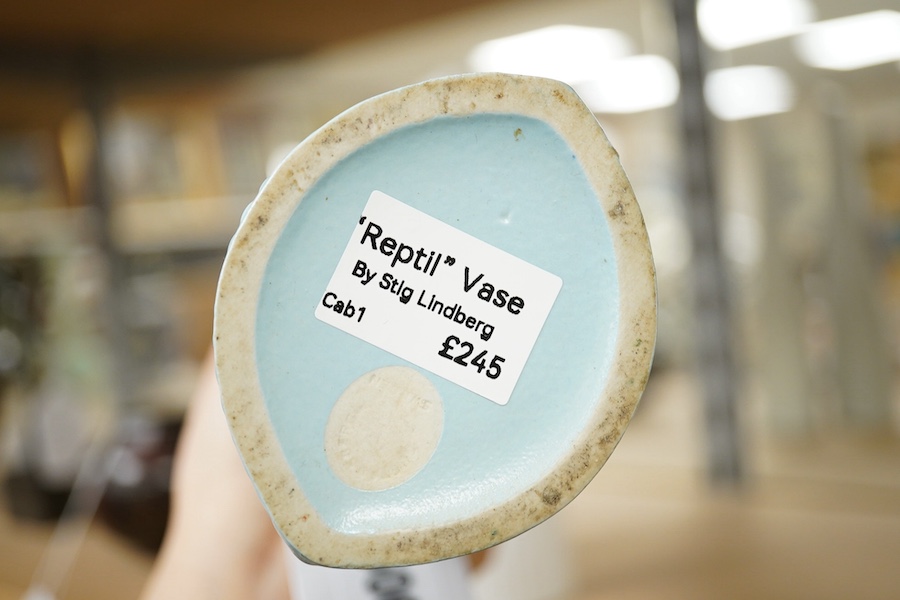 "Reptil" Vase
By Stig Lindberg
Cab1
£245